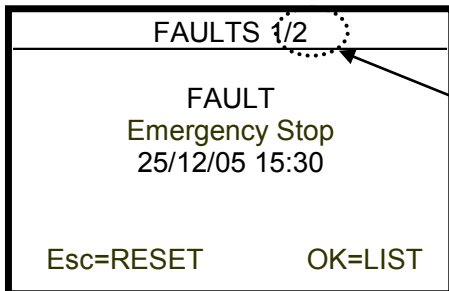 FAULTS 1/2
FAULT
Emergency Stop
25/12/05 15:30
Esc=RESET OK=LIST